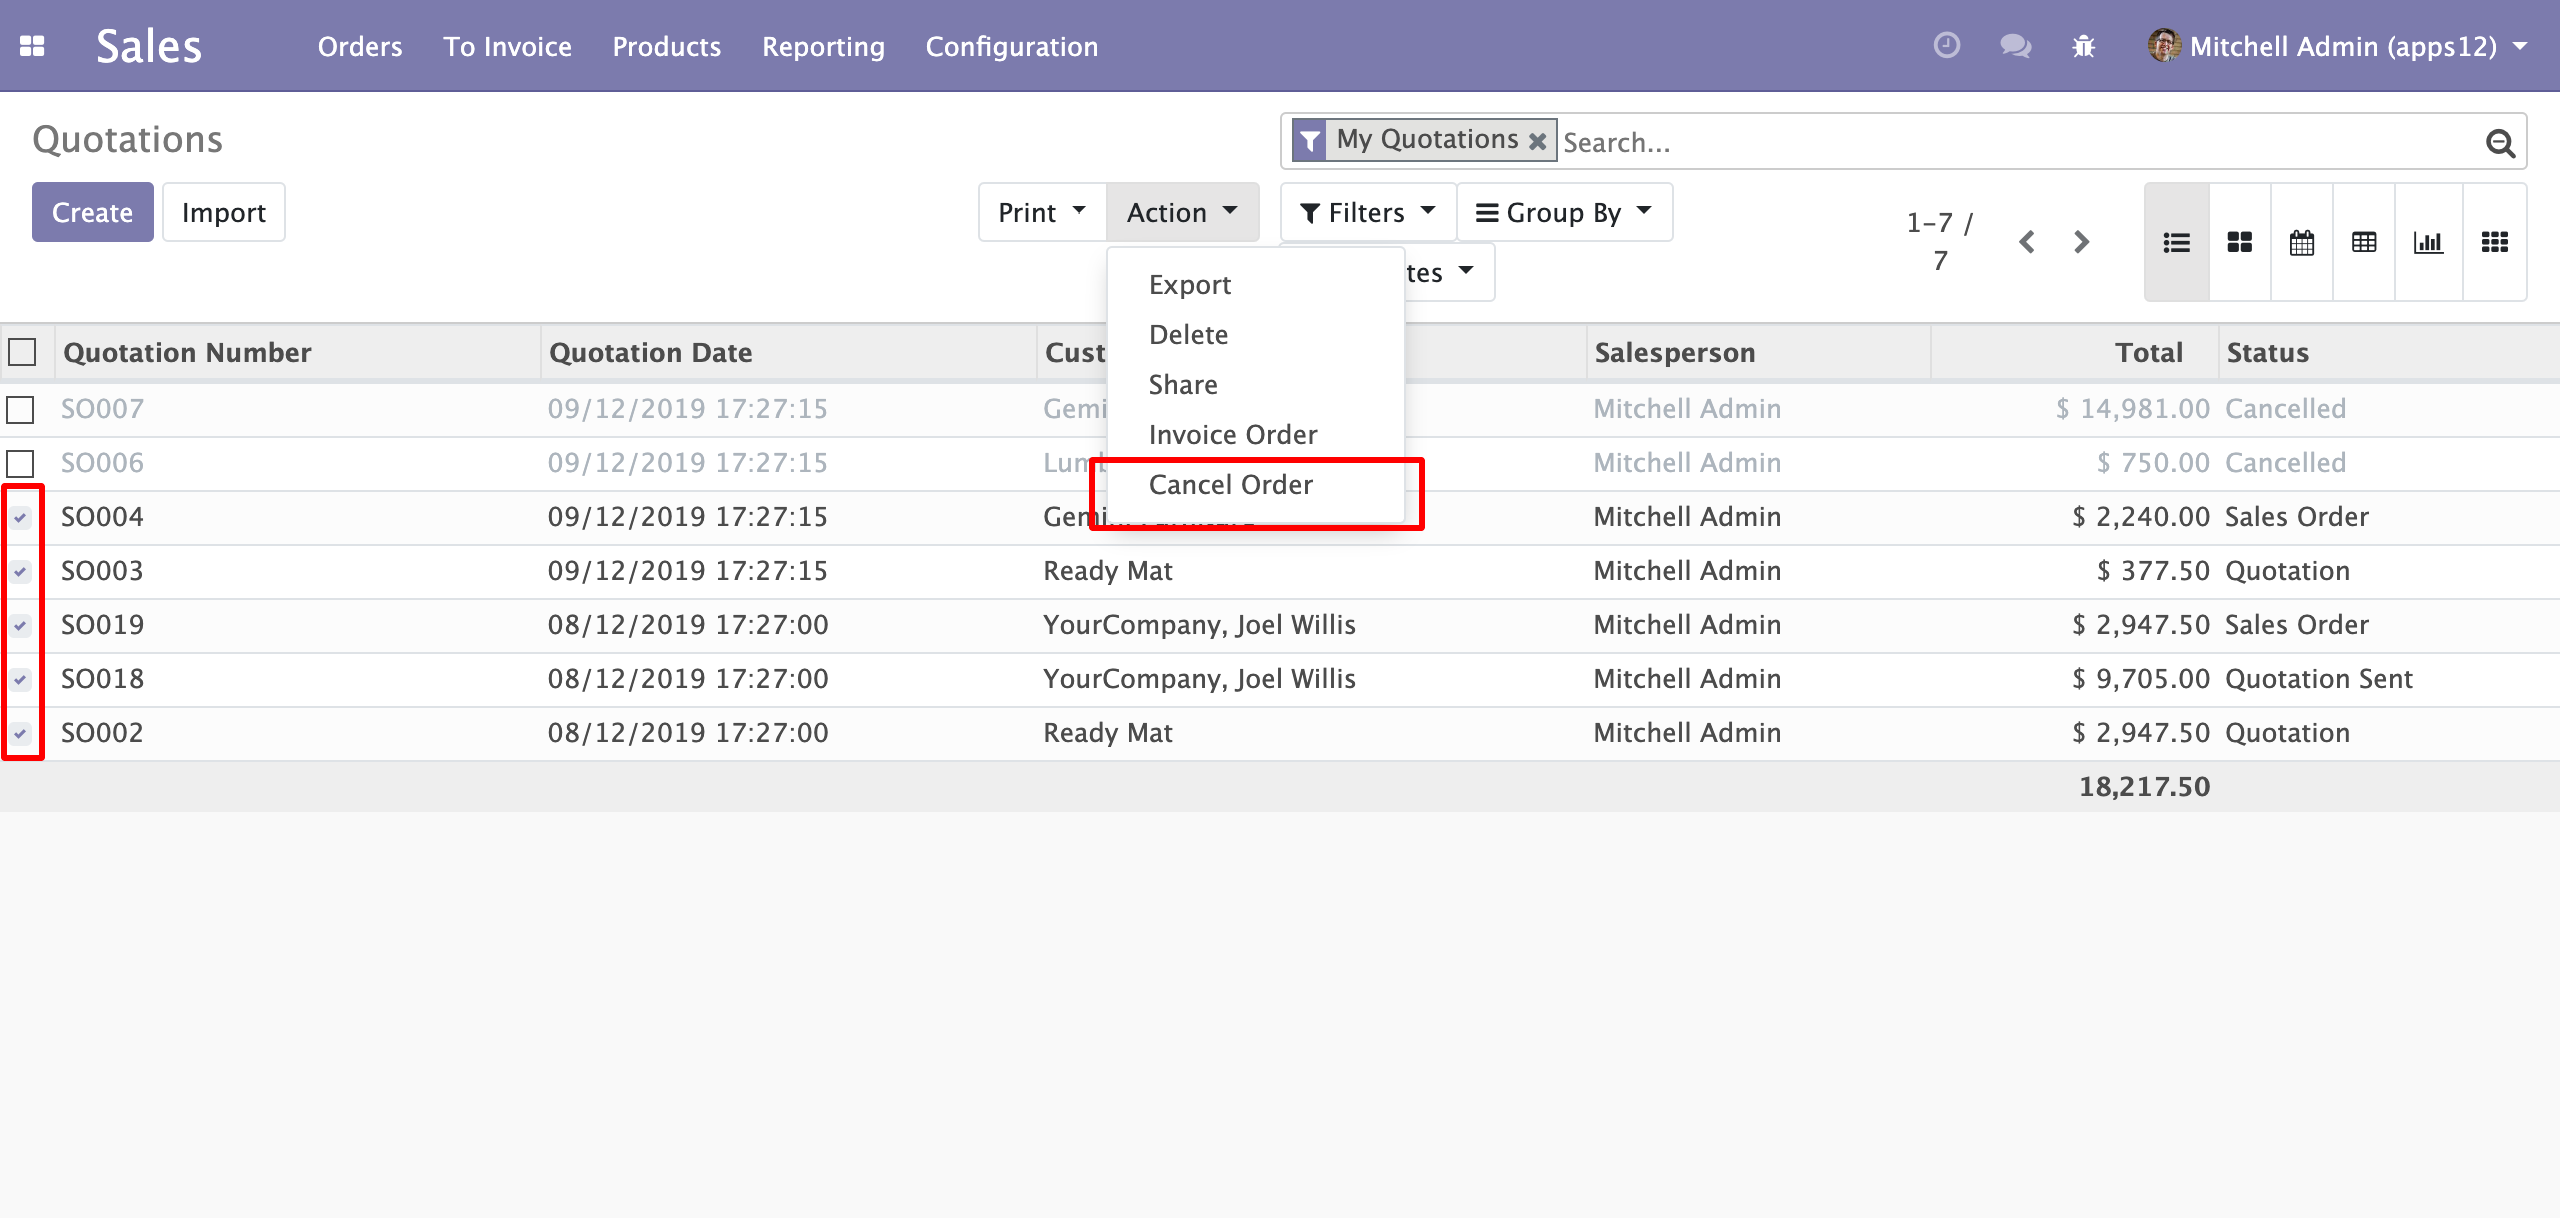 Sales Orders To Invoice Products Reporting Configuration Mitchell Admin (apps12)
Quotations
My Quotations Search...
Create Import Print Action Filters Group By 1-7 / 7
tes
Export
Delete
Share
Invoice Order
Cancel Order
Quotation Number Quotation Date Cust Salesperson Total Status
SO007 09/12/2019 17:27:15 Gemi Mitchell Admin $ 14,981.00 Cancelled
SO006 09/12/2019 17:27:15 Lumb Mitchell Admin $ 750.00 Cancelled
SO004 09/12/2019 17:27:15 Mitchell Admin $ 2,240.00 Sales Order
SO003 09/12/2019 17:27:15 Ready Mat Mitchell Admin $ 377.50 Quotation
SO019 08/12/2019 17:27:00 YourCompany, Joel Willis Mitchell Admin $ 2,947.50 Sales Order
SO018 08/12/2019 17:27:00 YourCompany, Joel Willis Mitchell Admin $ 9,705.00 Quotation Sent
SO002 08/12/2019 17:27:00 Ready Mat Mitchell Admin $ 2,947.50 Quotation
18,217.50